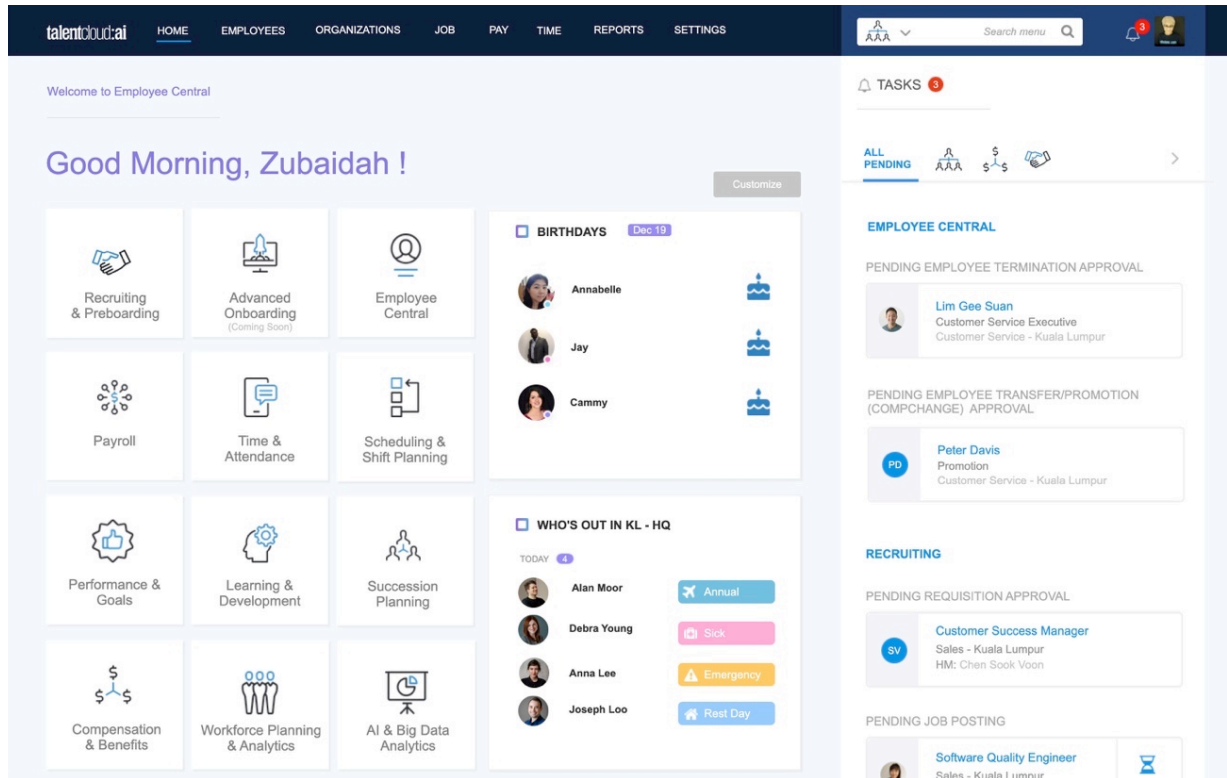 talentcloud:ai
HOME
EMPLOYEES
ORGANIZATIONS
JOB
PAY
TIME
REPORTS
SETTINGS
Search menu
3
Welcome to Employee Central
Good Morning, Zubaidah !
Customize
Recruiting
& Preboarding
Advanced
Onboarding
(Coming Soon)
Employee
Central
Payroll
Time &
Attendance
Scheduling &
Shift Planning
Performance &
Goals
Learning &
Development
Succession
Planning
Compensation
& Benefits
Workforce Planning
& Analytics
AI & Big Data
Analytics
BIRTHDAYS
Dec 19
Annabelle
Jay
Cammy
WHO'S OUT IN KL - HQ
TODAY 4
Alan Moor
Annual
Debra Young
Sick
Anna Lee
Emergency
Joseph Loo
Rest Day
TASKS 3
ALL
PENDING
EMPLOYEE CENTRAL
PENDING EMPLOYEE TERMINATION APPROVAL
Lim Gee Suan
Customer Service Executive
Customer Service - Kuala Lumpur
PENDING EMPLOYEE TRANSFER/PROMOTION
(COMPCHANGE) APPROVAL
PD
Peter Davis
Promotion
Customer Service - Kuala Lumpur
RECRUITING
PENDING REQUISITION APPROVAL
SV
Customer Success Manager
Sales - Kuala Lumpur
HM: Chen Sook Voon
PENDING JOB POSTING
Software Quality Engineer
Sales - Kuala Lumpur